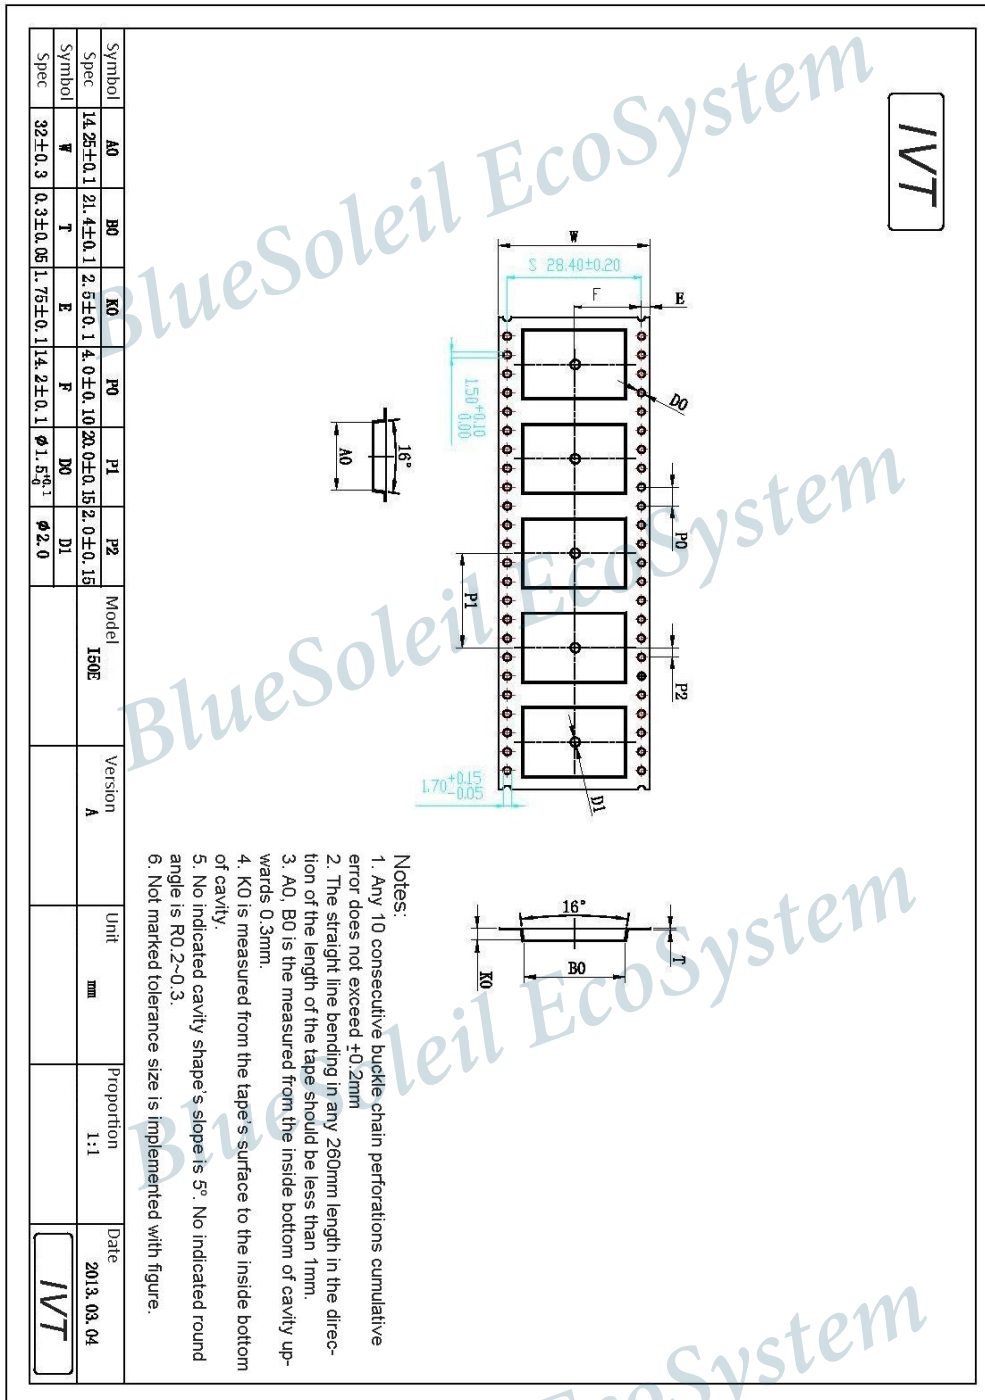 IVT
W
S 28.40±0.20
F
E
D0
1.50 +0.10 0.00
P0
P1
P2
1.70 +0.15 -0.05
D1
16°
A0
16°
B0
K0
T
Notes:
1. Any 10 consecutive buckle chain perforations cumulative
error does not exceed ±0.2mm
2. The straight line bending in any 260mm length in the direc-
tion of the length of the tape should be less than 1mm.
3. A0, B0 is the measured from the inside bottom of cavity up-
wards 0.3mm.
4. K0 is measured from the tape's surface to the inside bottom
of cavity.
5. No indicated cavity shape's slope is 5°. No indicated round
angle is R0.2~0.3.
6. Not marked tolerance size is implemented with figure.
Symbol A0 B0 K0 P0 P1 P2 Model Version Unit Proportion Date
Spec 14.25±0.1 21.4±0.1 2.5±0.1 4.0±0.10 20.0±0.15 2.0±0.15 I50E A mm 1:1 2013.03.04
Symbol W T E F D0 D1
Spec 32±0.3 0.3±0.05 1.75±0.1 14.2±0.1 Φ1.5 +0.1 -0 Φ2.0
IVT
BlueSoleil EcoSystem
BlueSoleil EcoSystem
BlueSoleil EcoSystem
EcoSystem